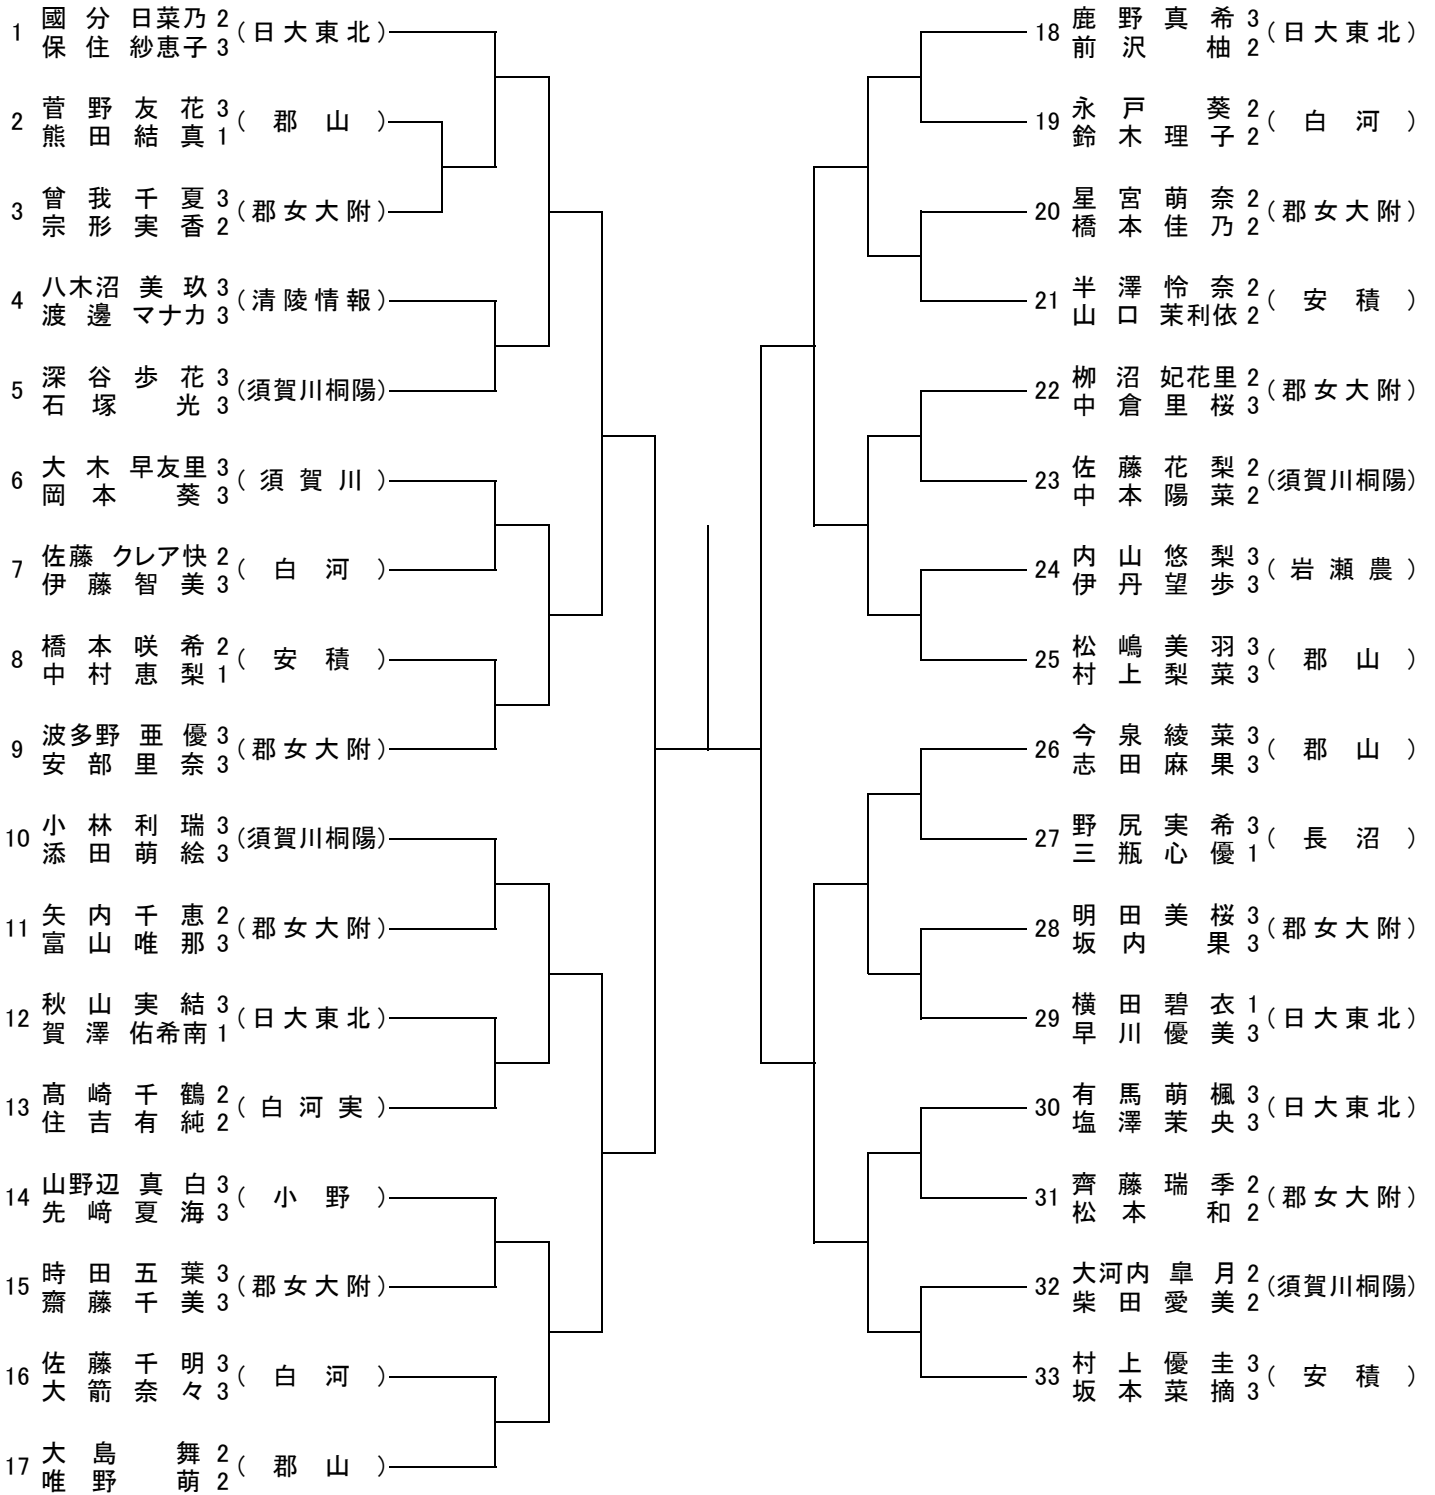 1 國分 日菜乃 2 (日大東北)
保住 紗恵子 3
2 菅野 友花 3 (郡山)
熊田 結真 1
3 曾我 千夏 3 (郡女大附)
宗形 実香 2
4 八木沼 美玖 3 (清陵情報)
渡邊 マナカ 3
5 深谷 歩花 3 (須賀川桐陽)
石塚 光 3
6 大木 早友里 3 (須賀川)
岡本 葵 3
7 佐藤 クレア快 2 (白河)
伊藤 智美 3
8 橋本 咲希 2 (安積)
中村 恵梨 1
9 波多野 亜優 3 (郡女大附)
安部 里奈 3
10 小林 利瑞 3 (須賀川桐陽)
添田 萌絵 3
11 矢内 千恵 2 (郡女大附)
富山 唯那 3
12 秋山 実結 3 (日大東北)
賀澤 佑希南 1
13 髙崎 千鶴 2 (白河実)
住吉 有純 2
14 山野辺 真白 3 (小野)
先﨑 夏海 3
15 時田 五葉 3 (郡女大附)
齋藤 千美 3
16 佐藤 千明 3 (白河)
大箭 奈々 3
17 大島 舞 2 (郡山)
唯野 萌 2
18 鹿野 真希 3 (日大東北)
前沢 柚 2
19 永戸 葵 2 (白河)
鈴木 理子 2
20 星宮 萌奈 2 (郡女大附)
橋本 佳乃 2
21 半澤 怜奈 2 (安積)
山口 茉利依 2
22 栁沼 妃花里 2 (郡女大附)
中倉 里桜 3
23 佐藤 花梨 2 (須賀川桐陽)
中本 陽菜 2
24 内山 悠梨 3 (岩瀬農)
伊丹 望歩 3
25 松嶋 美羽 3 (郡山)
村上 梨菜 3
26 今泉 綾菜 3 (郡山)
志田 麻果 3
27 野尻 実希 3 (長沼)
三瓶 心優 1
28 明田 美桜 3 (郡女大附)
坂内 果 3
29 横田 碧衣 1 (日大東北)
早川 優美 3
30 有馬 萌楓 3 (日大東北)
塩澤 茉央 3
31 齊藤 瑞季 2 (郡女大附)
松本 和 2
32 大河内 皐月 2 (須賀川桐陽)
柴田 愛美 2
33 村上 優圭 3 (安積)
坂本 菜摘 3